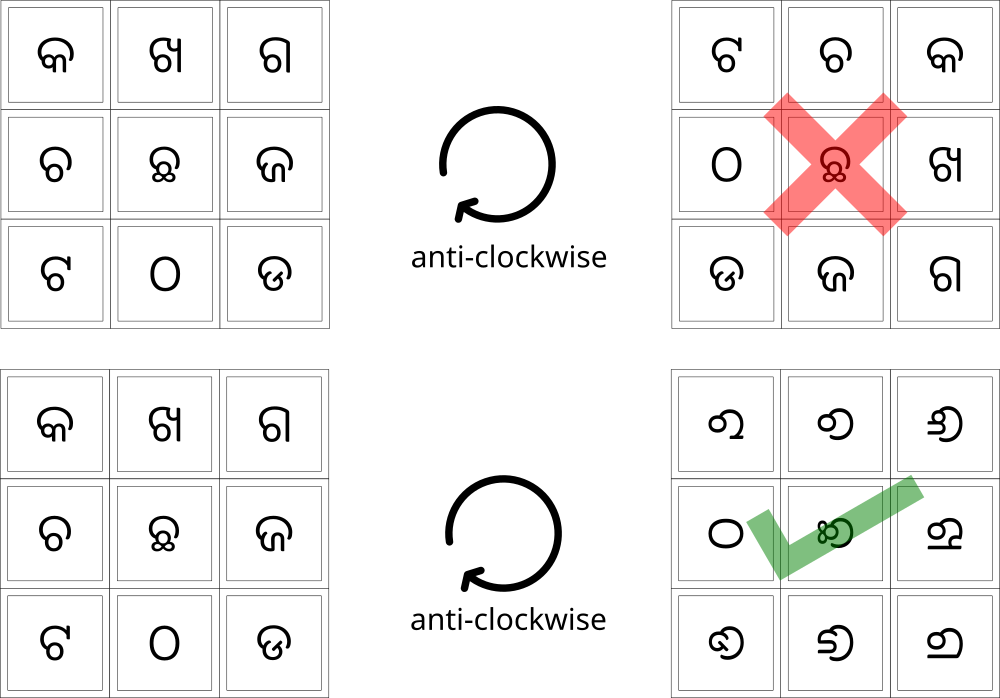 କ ଖ ଗ
ଚ ଛ ଜ
ଟ ଠ ଡ
anti-clockwise
ଟ ଚ କ
ଠ ଛ ଖ
ଡ ଜ ଗ
କ ଖ ଗ
ଚ ଛ ଜ
ଟ ଠ ଡ
anti-clockwise
ଟ ଚ କ
ଠ ଛ ଖ
ଡ ଜ ଗ